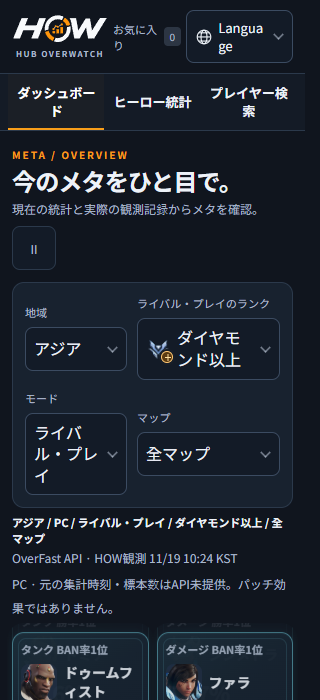 HOW
HUB OVERWATCH
お気に入
り
0
Langua
ge
ダッシュボー
ド
ヒーロー統計
プレイヤー検
索
META / OVERVIEW
今のメタをひと目で。
現在の統計と実際の観測記録からメタを確認。
地域
アジア
ライバル・プレイのランク
ダイヤモ
ンド以上
モード
ライバ
ル・プレ
イ
マップ
全マップ
アジア / PC / ライバル・プレイ / ダイヤモンド以上 / 全
マップ
OverFast API · HOW観測 11/19 10:24 KST
PC · 元の集計時刻・標本数はAPI未提供。パッチ効
果ではありません。
タンク BAN率1位
ドゥームフ
ィスト
ダメージ BAN率1位
ファラ